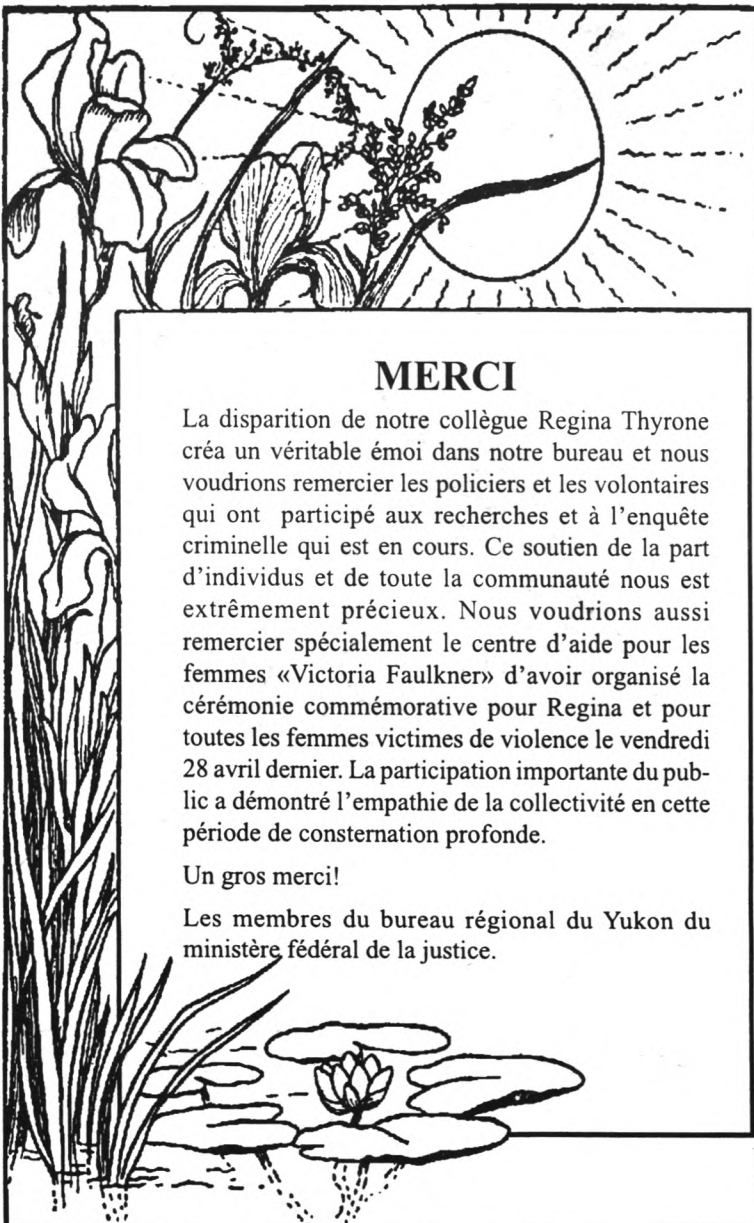 MERCI
La disparition de notre collègue Regina Thyrone
créa un véritable émoi dans notre bureau et nous
voudrions remercier les policiers et les volontaires
qui ont participé aux recherches et à l'enquête
criminelle qui est en cours. Ce soutien de la part
d'individus et de toute la communauté nous est
extrêmement précieux. Nous voudrions aussi
remercier spécialement le centre d'aide pour les
femmes «Victoria Faulkner» d'avoir organisé la
cérémonie commémorative pour Regina et pour
toutes les femmes victimes de violence le vendredi
28 avril dernier. La participation importante du pub-
lic a démontré l'empathie de la collectivité en cette
période de consternation profonde.
Un gros merci!
Les membres du bureau régional du Yukon du
ministère fédéral de la justice.